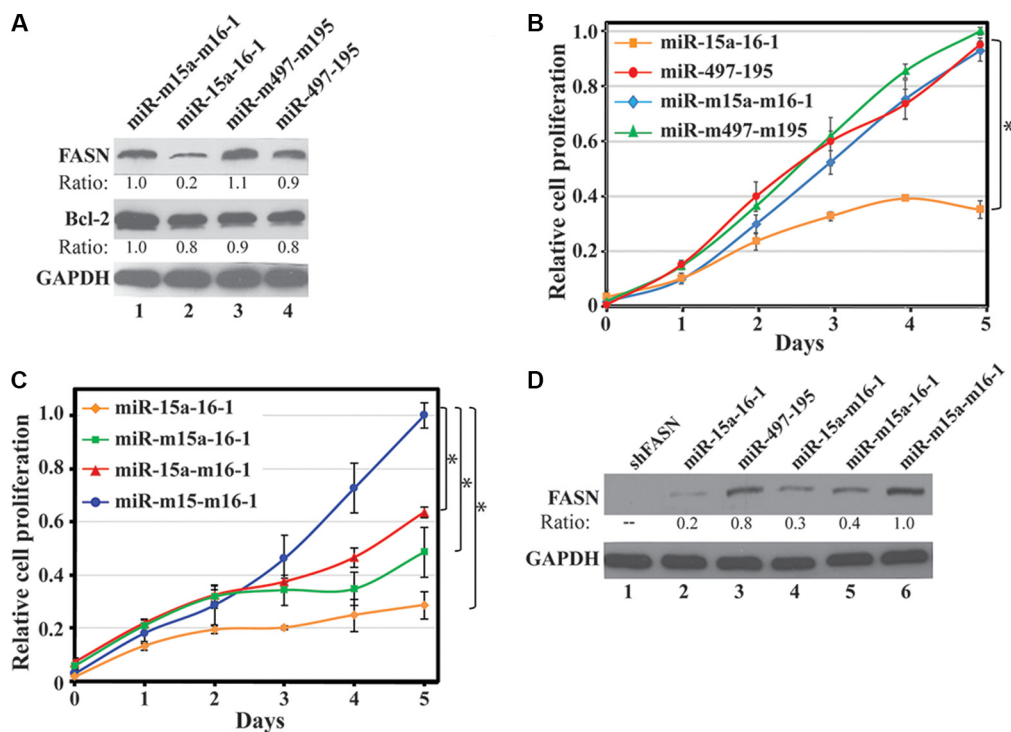 A
miR-m15a-m16-1
miR-15a-16-1
miR-m497-m195
miR-497-195
FASN
Ratio: 1.0 0.2 1.1 0.9
Bcl-2
Ratio: 1.0 0.8 0.9 0.8
GAPDH
1 2 3 4
B
Relative cell proliferation
1.0
0.8
0.6
0.4
0.2
0
miR-15a-16-1
miR-497-195
miR-m15a-m16-1
miR-m497-m195
*
0 1 2 3 4 5
Days
C
Relative cell proliferation
1.0
0.8
0.6
0.4
0.2
0
miR-15a-16-1
miR-m15a-16-1
miR-15a-m16-1
miR-m15-m16-1
*
*
*
0 1 2 3 4 5
Days
D
shFASN
miR-15a-16-1
miR-497-195
miR-15a-m16-1
miR-m15a-16-1
miR-m15a-m16-1
FASN
Ratio: -- 0.2 0.8 0.3 0.4 1.0
GAPDH
1 2 3 4 5 6